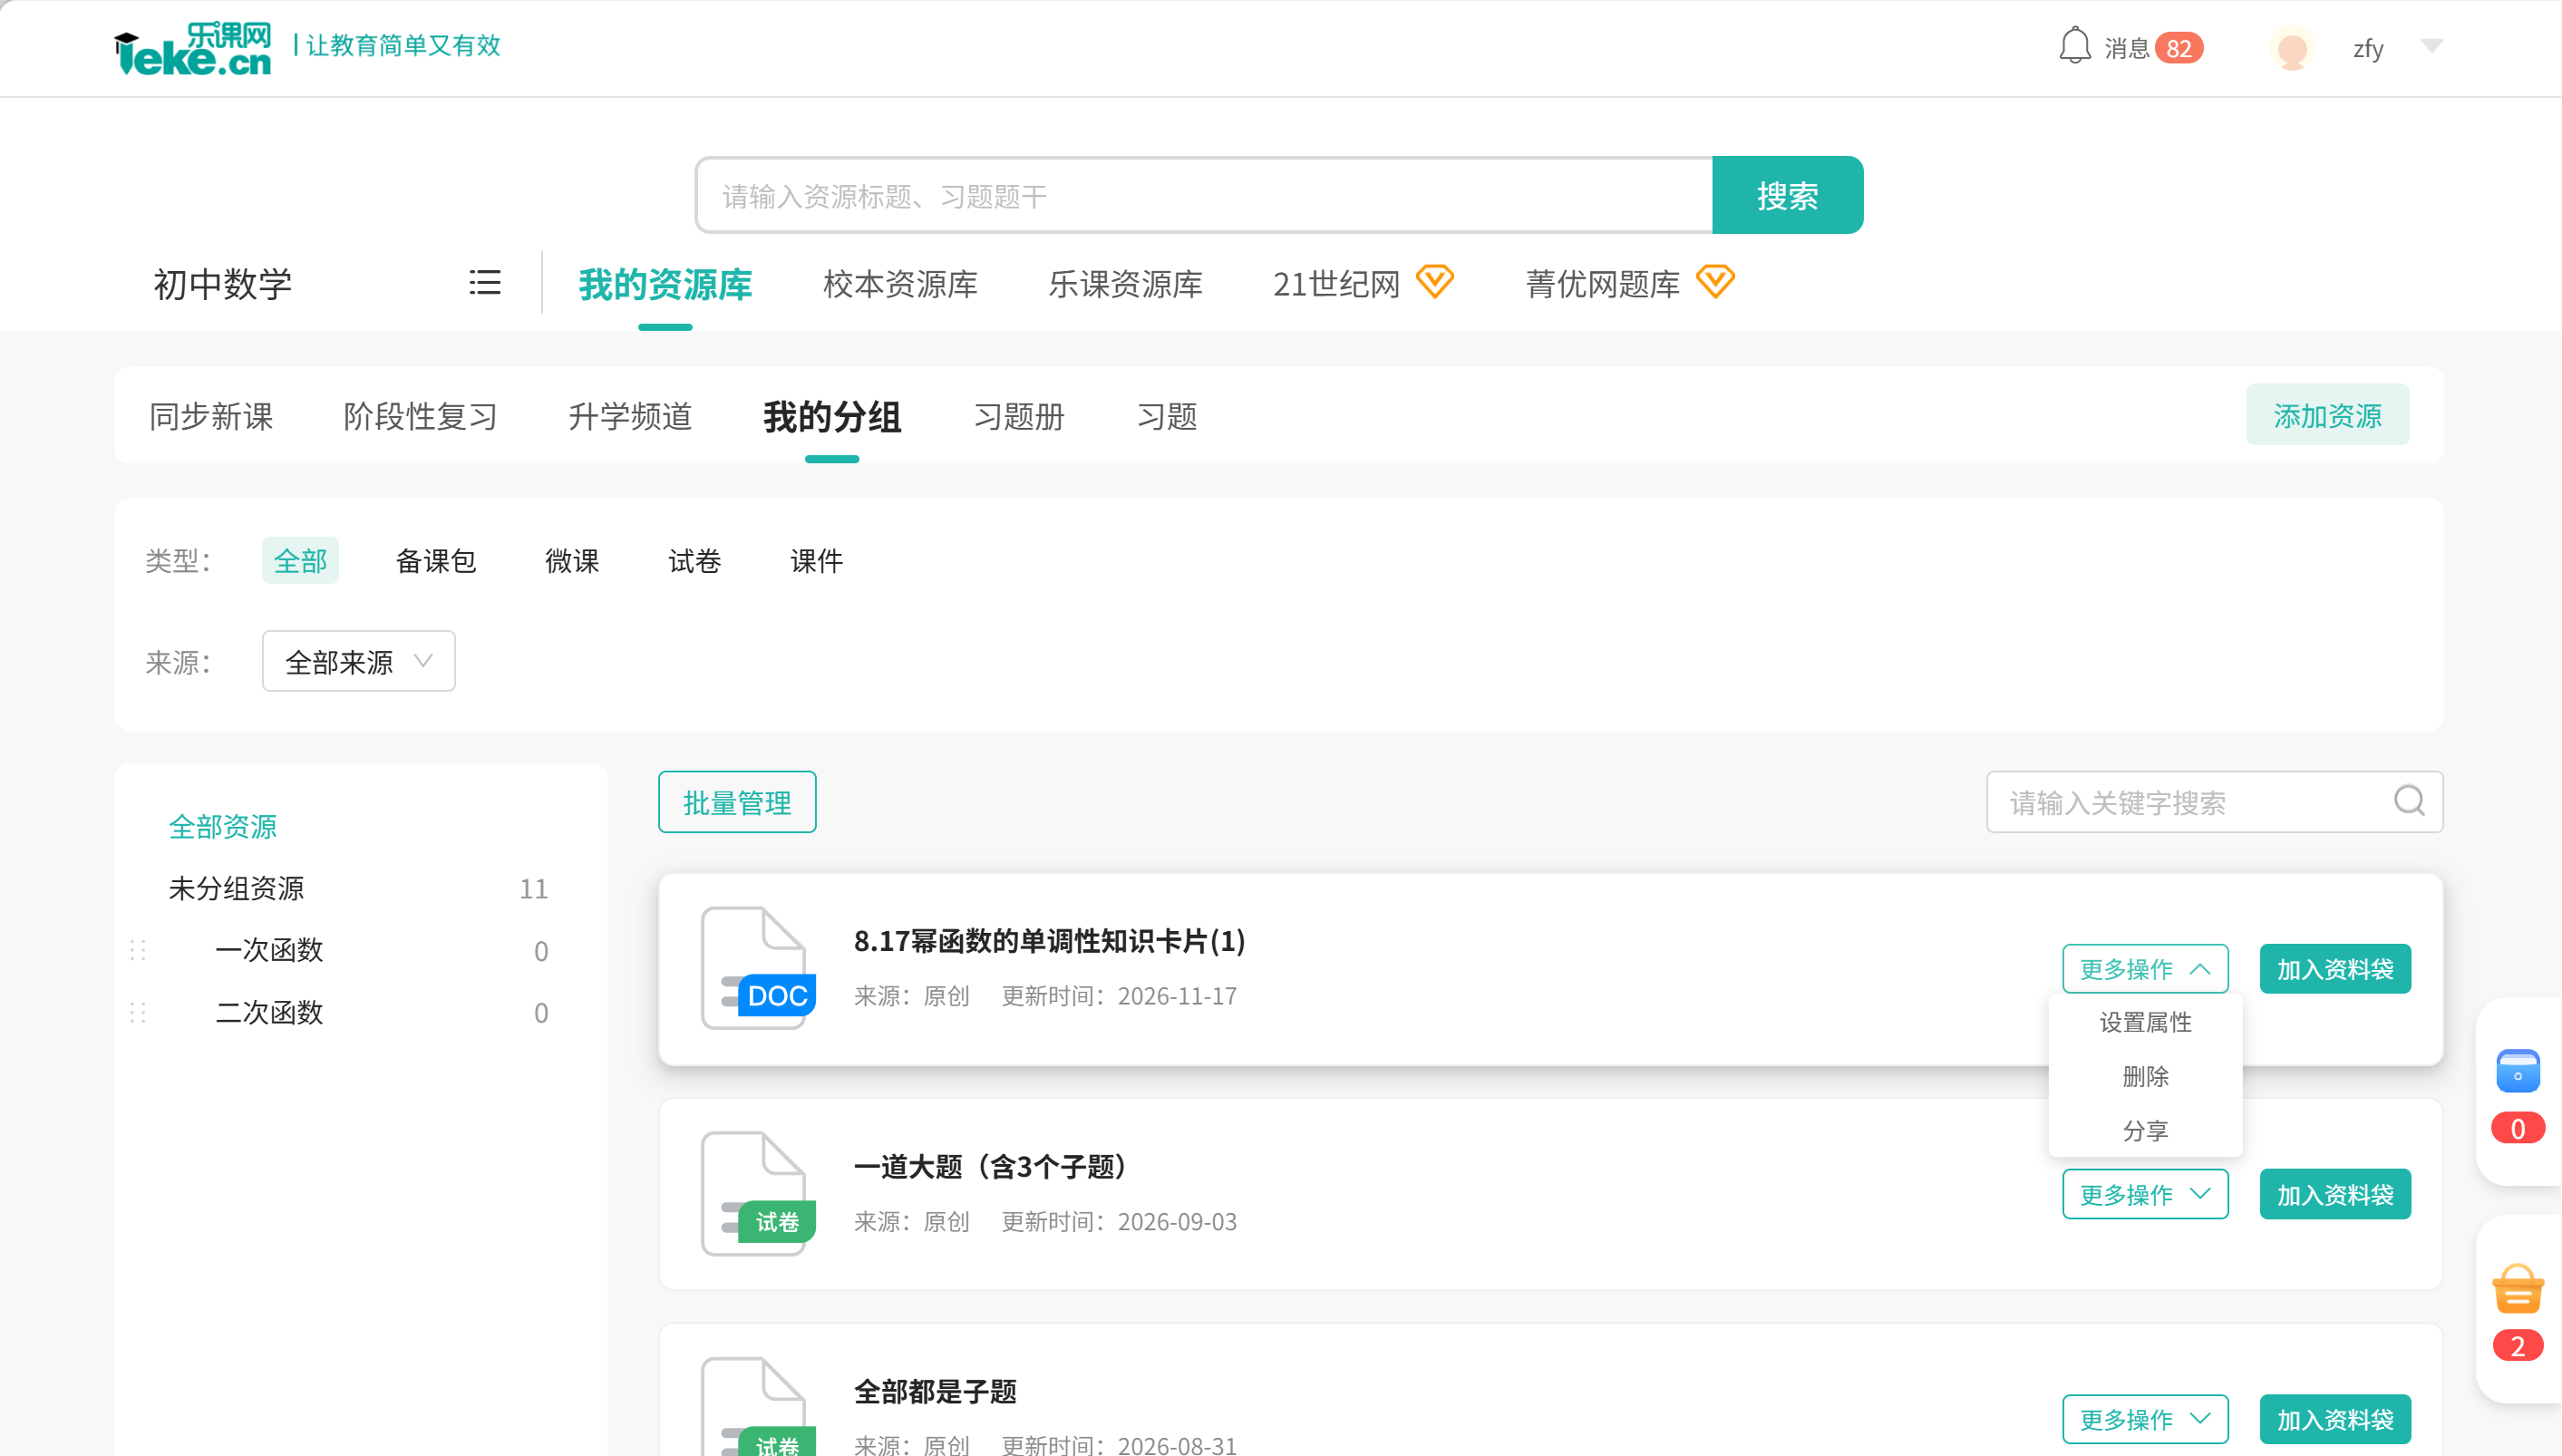 乐课网
leke.cn
让教育简单又有效
消息 82
zfy
请输入资源标题、习题题干
搜索
初中数学
我的资源库 校本资源库 乐课资源库 21世纪网 菁优网题库
同步新课 阶段性复习 升学频道 我的分组 习题册 习题
添加资源
类型： 全部 备课包 微课 试卷 课件
来源： 全部来源
全部资源
未分组资源 11
一次函数 0
二次函数 0
批量管理
请输入关键字搜索
DOC
8.17幂函数的单调性知识卡片(1)
来源：原创 更新时间：2026-11-17
更多操作 加入资料袋
设置属性
删除
分享
试卷
一道大题（含3个子题）
来源：原创 更新时间：2026-09-03
更多操作 加入资料袋
试卷
全部都是子题
来源：原创 更新时间：2026-08-31
更多操作 加入资料袋
0
2